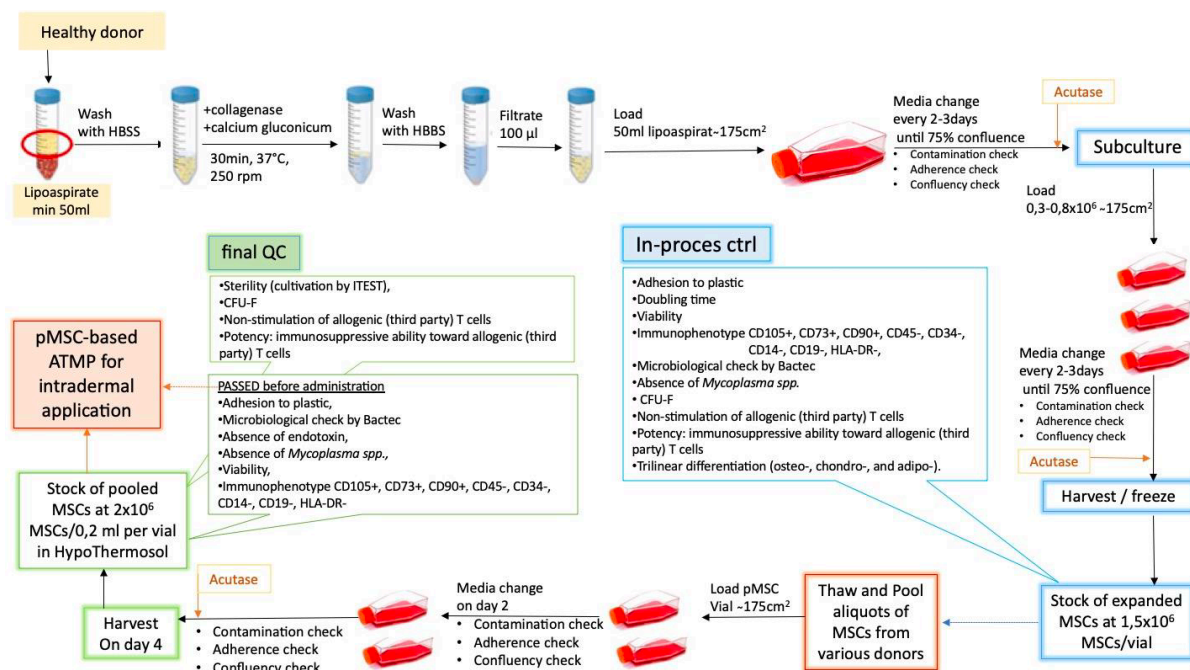 Healthy donor
Wash
with HBSS
+collagenase
+calcium gluconicum
30min, 37°C,
250 rpm
Wash
with HBBS
Filtrate
100 µl
Load
50ml lipoaspirat~175cm²
Media change
every 2-3days
until 75% confluence
• Contamination check
• Adherence check
• Confluency check
Acutase
Subculture
Lipoaspirate
min 50ml
Load
0,3-0,8x10⁶ ~175cm²
final QC
•Sterility (cultivation by ITEST),
•CFU-F
•Non-stimulation of allogenic (third party) T cells
•Potency: immunosuppressive ability toward allogenic (third
party) T cells
In-proces ctrl
•Adhesion to plastic
•Doubling time
•Viability
•Immunophenotype CD105+, CD73+, CD90+, CD45-, CD34-,
CD14-, CD19-, HLA-DR-,
•Microbiological check by Bactec
•Absence of Mycoplasma spp.
• CFU-F
•Non-stimulation of allogenic (third party) T cells
•Potency: immunosuppressive ability toward allogenic (third
party) T cells
•Trilinear differentiation (osteo-, chondro-, and adipo-).
pMSC-based
ATMP for
intradermal
application
PASSED before administration
•Adhesion to plastic,
•Microbiological check by Bactec
•Absence of endotoxin,
•Absence of Mycoplasma spp.,
•Viability,
•Immunophenotype CD105+, CD73+, CD90+, CD45-, CD34-,
CD14-, CD19-, HLA-DR-
Media change
every 2-3days
until 75% confluence
• Contamination check
• Adherence check
• Confluency check
Acutase
Harvest / freeze
Stock of pooled
MSCs at 2x10⁶
MSCs/0,2 ml per vial
in HypoThermosol
Stock of expanded
MSCs at 1,5x10⁶
MSCs/vial
Thaw and Pool
aliquots of
MSCs from
various donors
Load pMSC
Vial ~175cm²
Media change
on day 2
• Contamination check
• Adherence check
• Confluency check
Acutase
• Contamination check
• Adherence check
• Confluency check
Harvest
On day 4